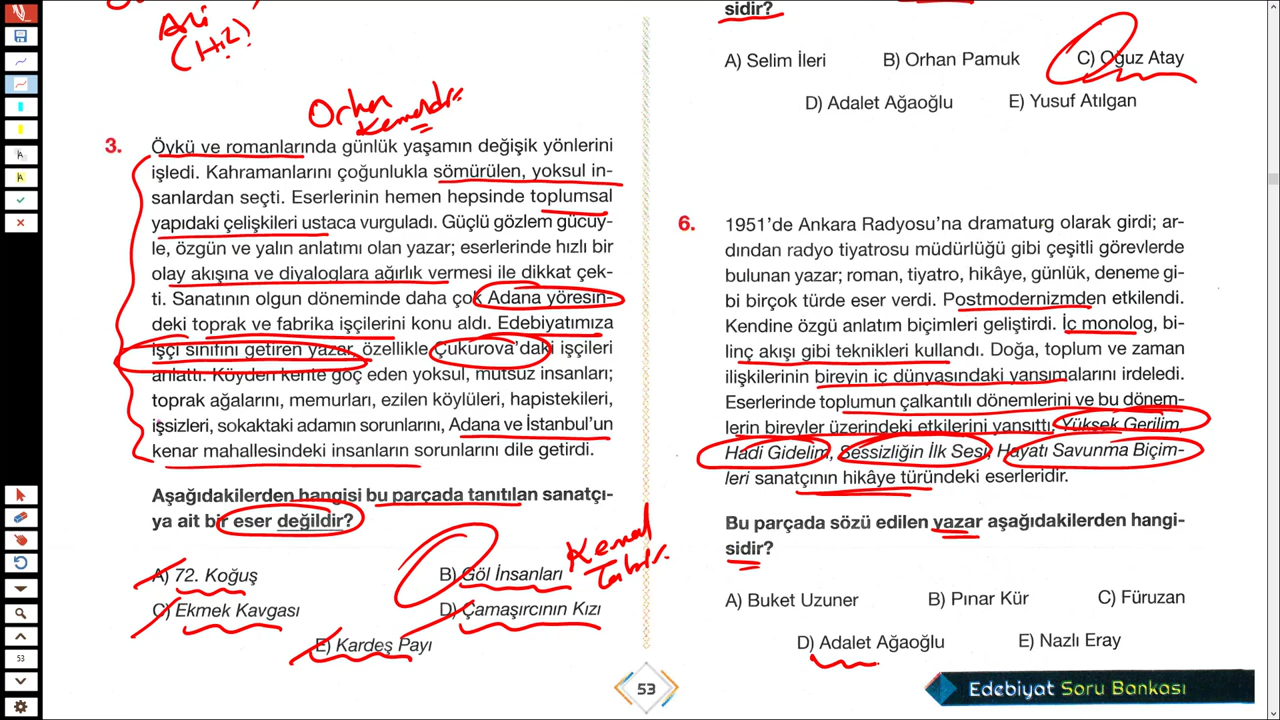 Ali
(Hiz)
Orhan
Kemaldir.
3.
Öykü ve romanlarında günlük yaşamın değişik yönlerini
işledi. Kahramanlarını çoğunlukla sömürülen, yoksul in-
sanlardan seçti. Eserlerinin hemen hepsinde toplumsal
yapıdaki çelişkileri ustaca vurguladı. Güçlü gözlem gücüy-
le, özgün ve yalın anlatımı olan yazar; eserlerinde hızlı bir
olay akışına ve diyaloglara ağırlık vermesi ile dikkat çek-
ti. Sanatının olgun döneminde daha çok Adana yöresin-
deki toprak ve fabrika işçilerini konu aldı. Edebiyatımıza
işçi sınıfını getiren yazar, özellikle Çukurova'daki işçileri
anlattı. Köyden kente göç eden yoksul, mutsuz insanları;
toprak ağalarını, memurları, ezilen köylüleri, hapistekileri,
işsizleri, sokaktaki adamın sorunlarını, Adana ve İstanbul'un
kenar mahallesindeki insanların sorunlarını dile getirdi.
Aşağıdakilerden hangisi bu parçada tanıtılan sanatçı-
ya ait bir eser değildir?
A) 72. Koğuş
B) Göl İnsanları
Kemal
Tahir.
C) Ekmek Kavgası
D) Çamaşırcının Kızı
E) Kardeş Payı
sidir?
A) Selim İleri
B) Orhan Pamuk
C) Oğuz Atay
D) Adalet Ağaoğlu
E) Yusuf Atılgan
6.
1951'de Ankara Radyosu'na dramaturg olarak girdi; ar-
dından radyo tiyatrosu müdürlüğü gibi çeşitli görevlerde
bulunan yazar; roman, tiyatro, hikâye, günlük, deneme gi-
bi birçok türde eser verdi. Postmodernizmden etkilendi.
Kendine özgü anlatım biçimleri geliştirdi. İç monolog, bi-
linç akışı gibi teknikleri kullandı. Doğa, toplum ve zaman
ilişkilerinin bireyin iç dünyasındaki yansımalarını irdeledi.
Eserlerinde toplumun çalkantılı dönemlerini ve bu dönem-
lerin bireyler üzerindeki etkilerini yansıttı. Yüksek Gerilim,
Hadi Gidelim, Sessizliğin İlk Sesi, Hayatı Savunma Biçim-
leri sanatçının hikâye türündeki eserleridir.
Bu parçada sözü edilen yazar aşağıdakilerden hangi-
sidir?
A) Buket Uzuner
B) Pınar Kür
C) Füruzan
D) Adalet Ağaoğlu
E) Nazlı Eray
53
53
Edebiyat Soru Bankası